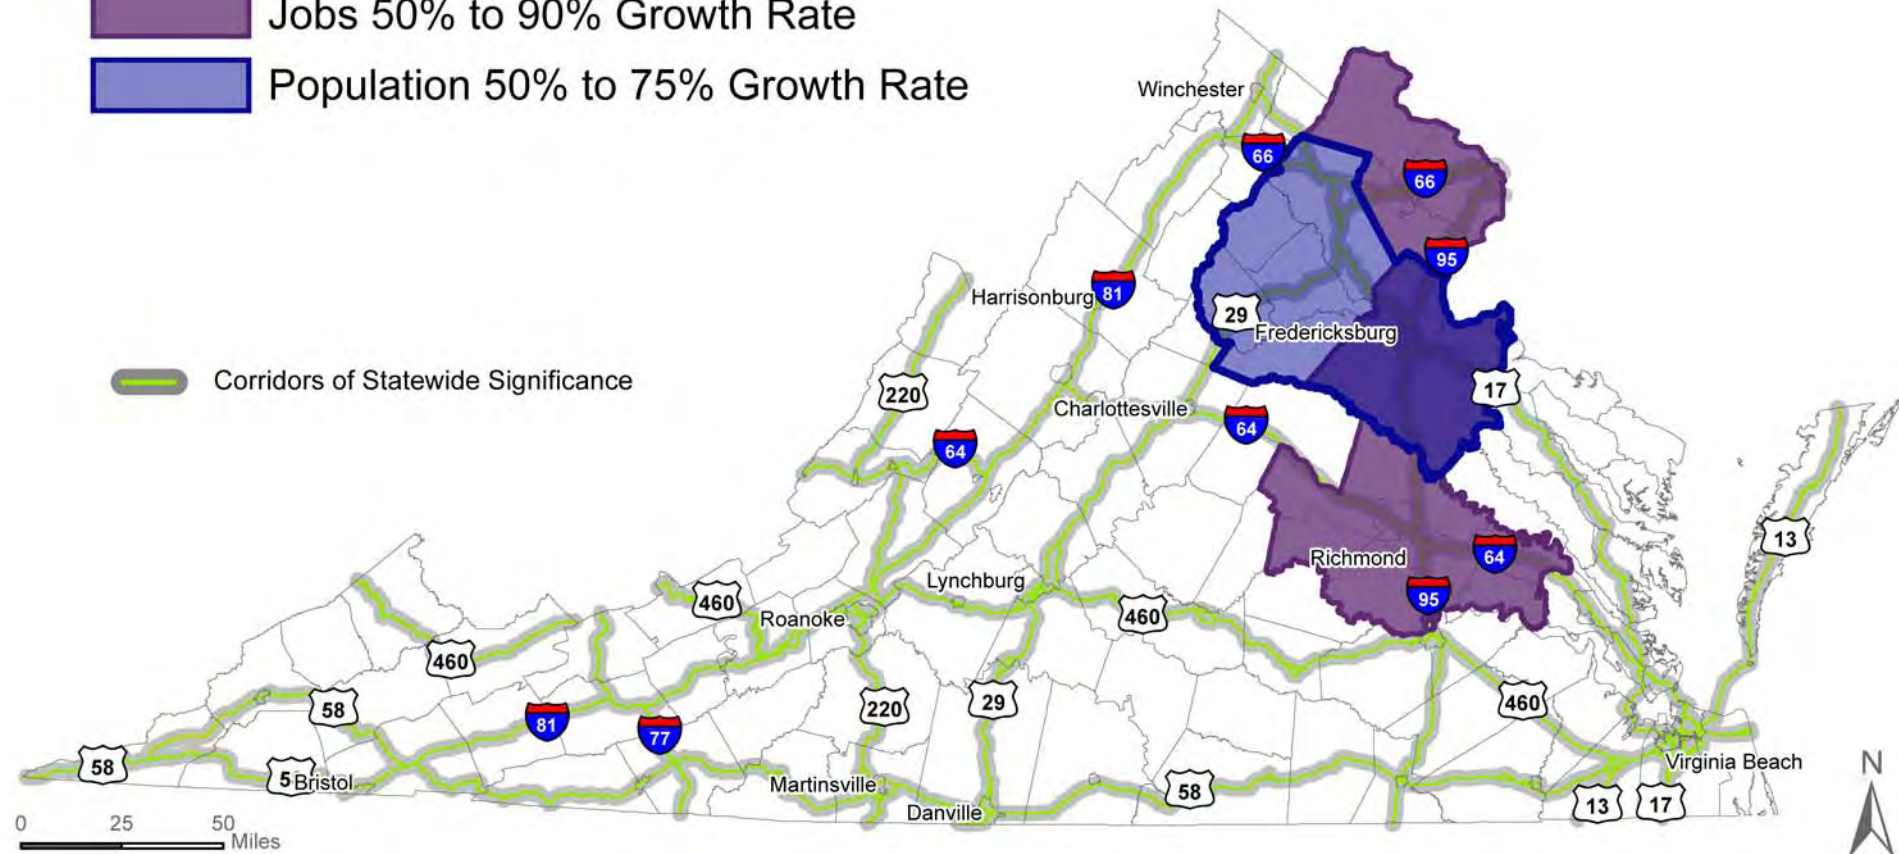 Jobs 50% to 90% Growth Rate
Population 50% to 75% Growth Rate
Winchester
66
66
95
Harrisonburg
81
29
Fredericksburg
Corridors of Statewide Significance
220
17
Charlottesville
64
64
13
Richmond
64
Lynchburg
460
95
Roanoke
460
460
58
81
77
220
29
460
58
5
Bristol
Martinsville
58
Virginia Beach
Danville
13
17
N
0 25 50
Miles